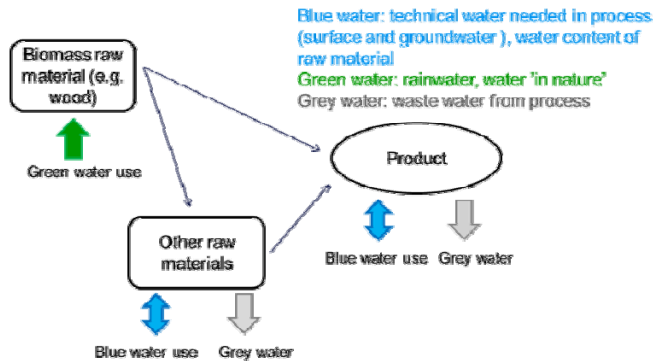 Blue water: technical water needed in process
(surface and groundwater ), water content of
raw material
Green water: rainwater, water 'in nature'
Grey water: waste water from process
Biomass raw
material (e.g.
wood)
Green water use
Product
Blue water use Grey water
Other raw
materials
Blue water use Grey water